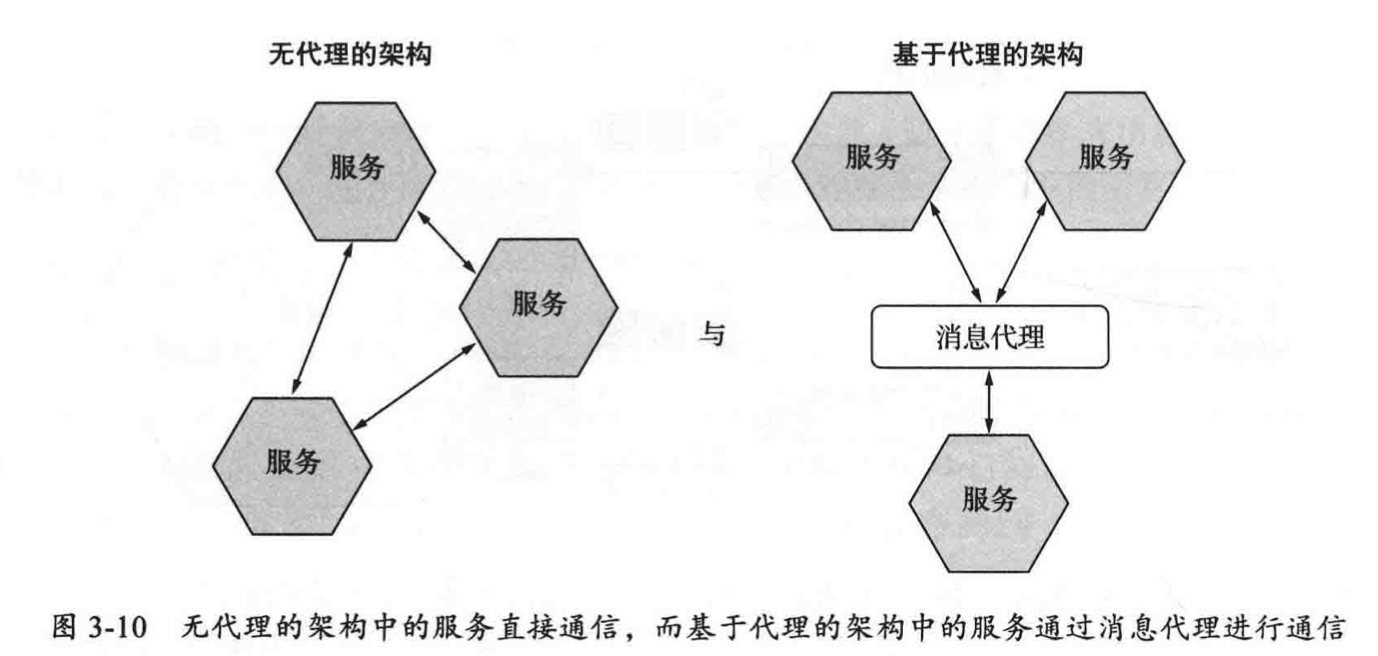 无代理的架构
服务
服务
服务
与
基于代理的架构
服务
服务
消息代理
服务
图 3-10 无代理的架构中的服务直接通信，而基于代理的架构中的服务通过消息代理进行通信